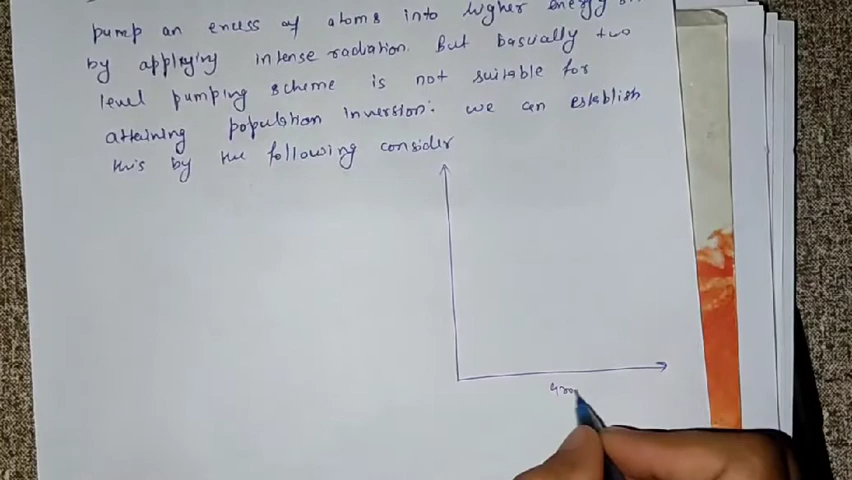 pump an excess of atoms into higher energy
by applying intense radiation. But basically two
level pumping scheme is not suitable for
attaining population inversion. we can establish
this by the following consider
Gro